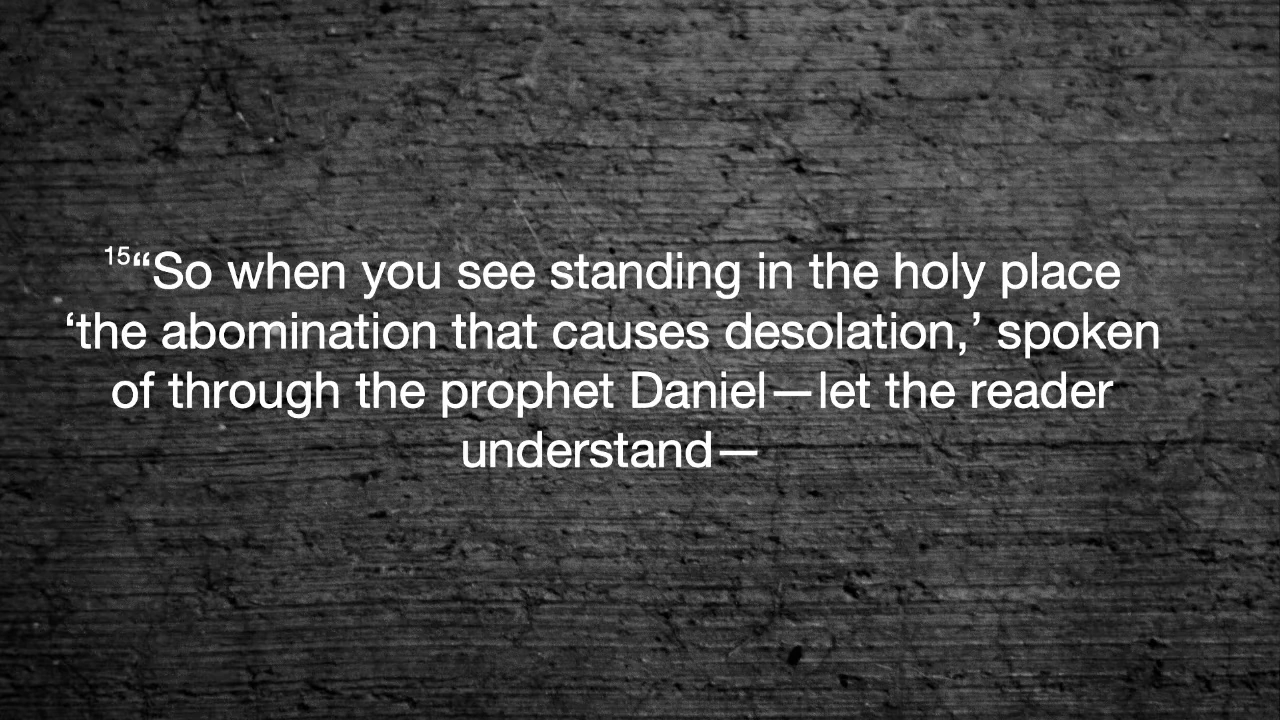 ¹⁵“So when you see standing in the holy place
‘the abomination that causes desolation,’ spoken
of through the prophet Daniel—let the reader
understand—